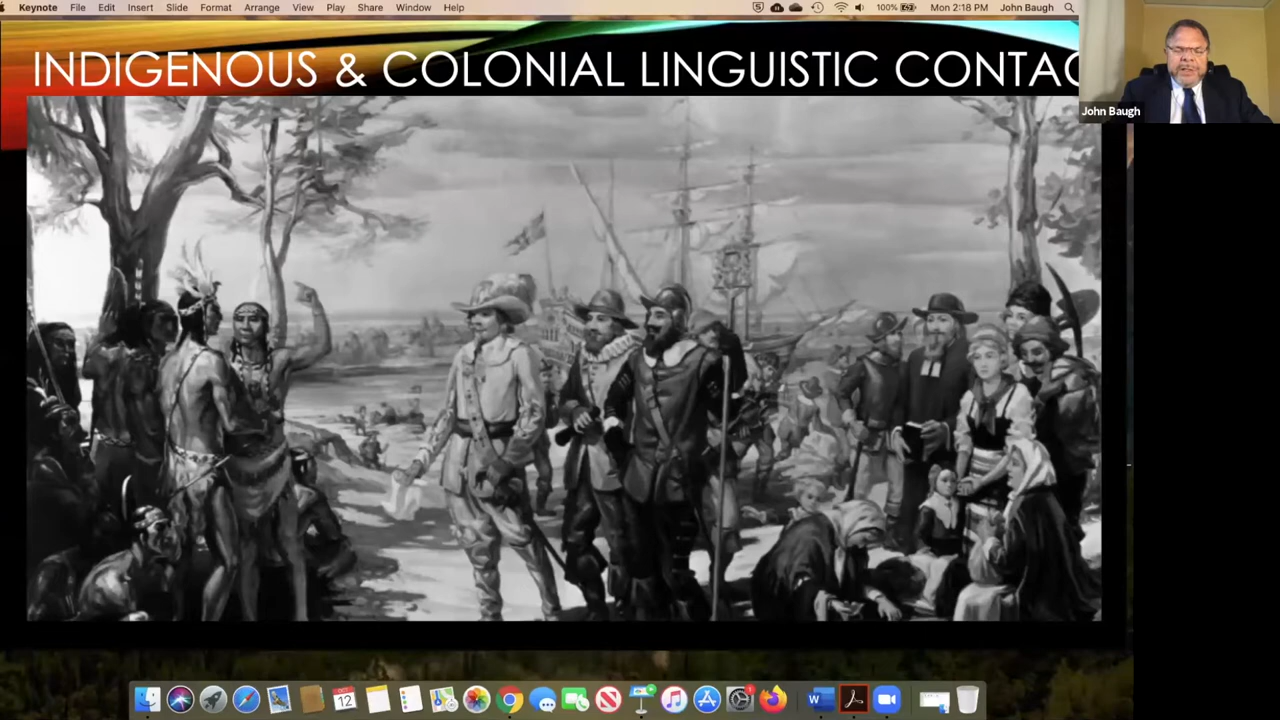 Keynote File Edit Insert Slide Format Arrange View Play Share Window Help 100% Mon 2:18 PM John Baugh
INDIGENOUS & COLONIAL LINGUISTIC CONTAC
John Baugh
OCT
12